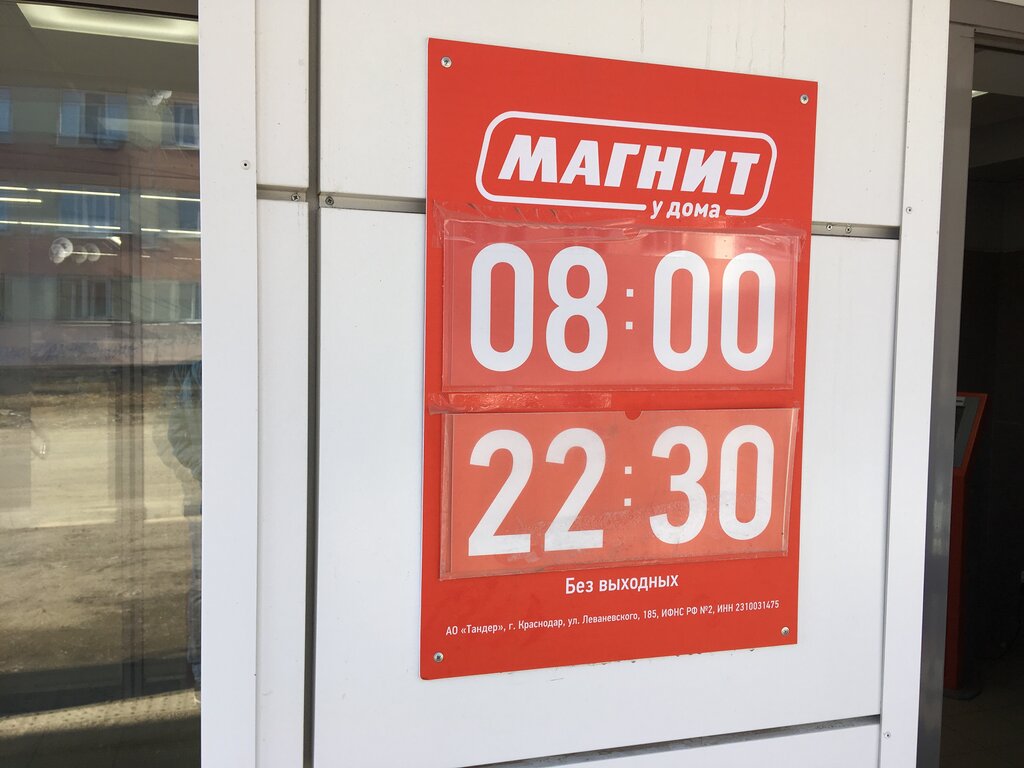 МАГНИТ
у дома
08:00
22:30
Без выходных
АО «Тандер», г. Краснодар, ул. Леваневского, 185, ИФНС РФ №2, ИНН 2310031475